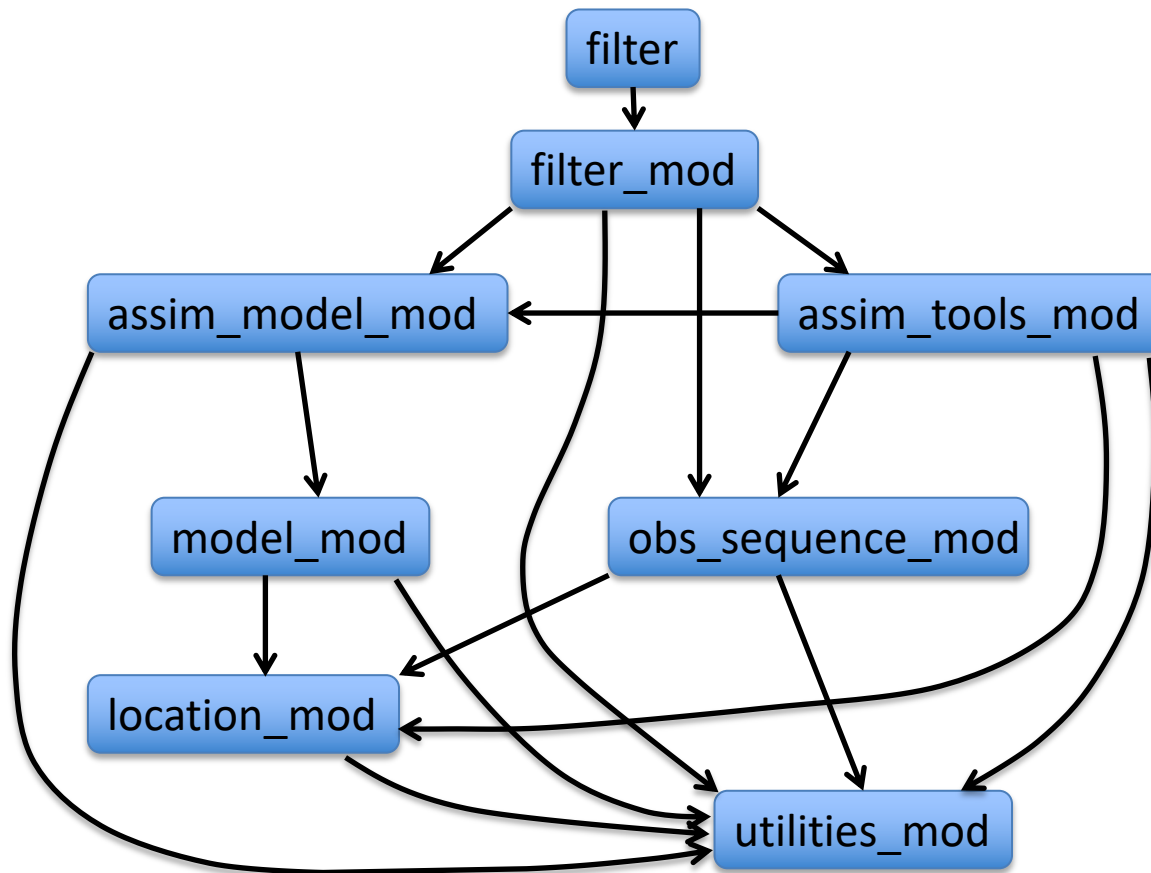 filter
filter_mod
assim_model_mod
assim_tools_mod
model_mod
obs_sequence_mod
location_mod
utilities_mod